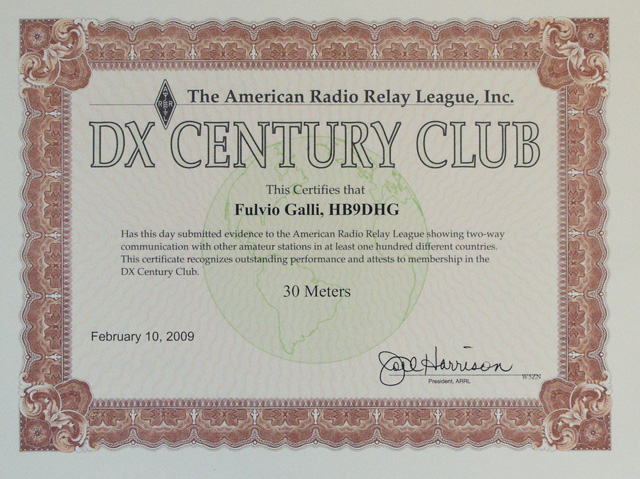 The American Radio Relay League, Inc.
DX CENTURY CLUB
This Certifies that
Fulvio Galli, HB9DHG
Has this day submitted evidence to the American Radio Relay League showing two-way
communication with other amateur stations in at least one hundred different countries.
This certificate recognizes outstanding performance and attests to membership in the
DX Century Club.
30 Meters
February 10, 2009
Joel Harrison
W5ZN
President, ARRL